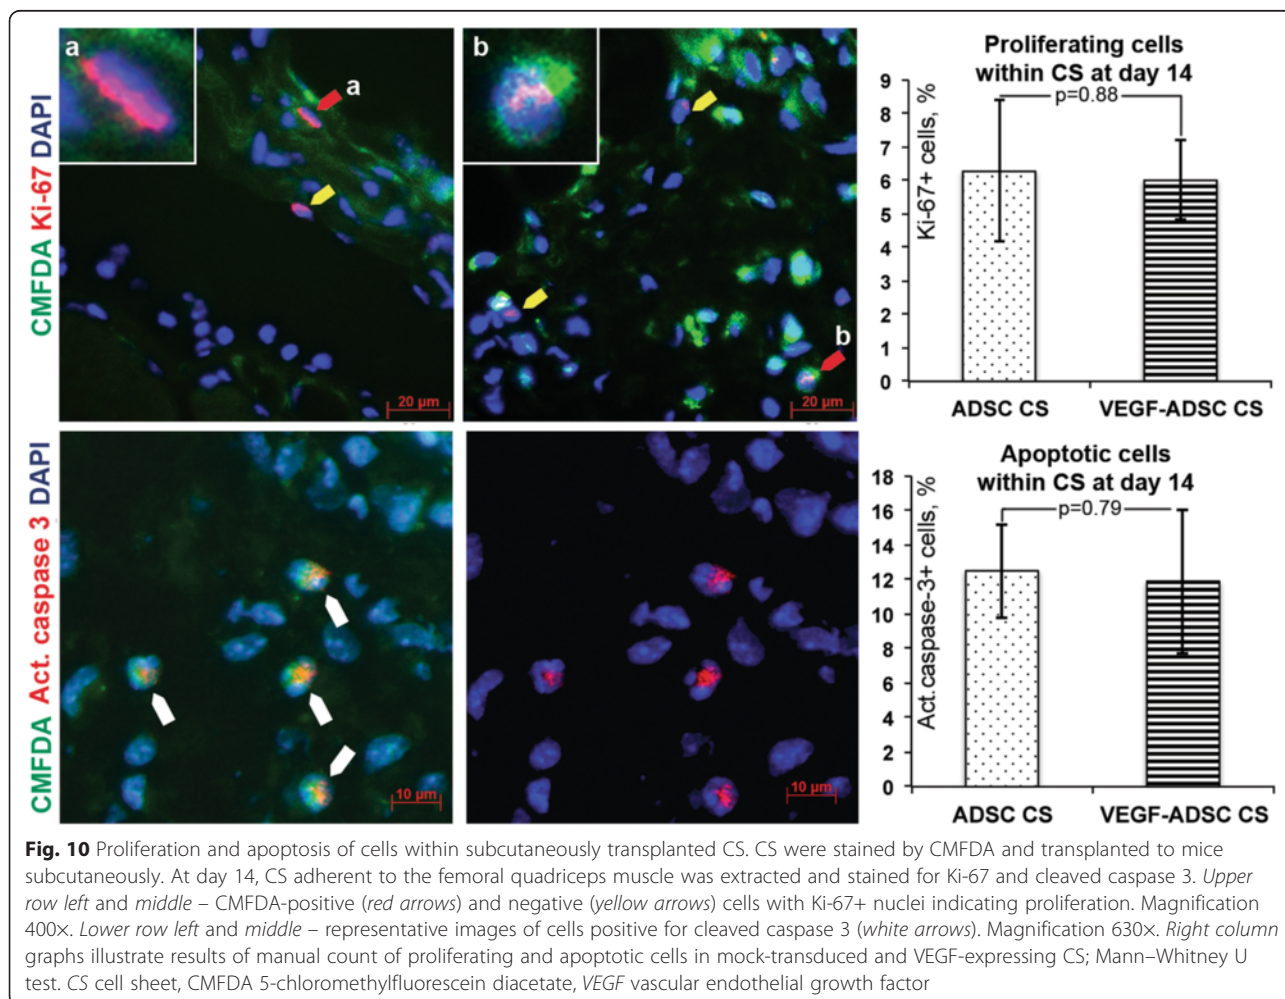 CMFDA Ki-67 DAPI
a
a
20 µm
b
b
20 µm
Proliferating cells
within CS at day 14
p=0.88
Ki-67+ cells, %
9
8
7
6
5
4
3
2
1
0
ADSC CS
VEGF-ADSC CS
CMFDA Act. caspase 3 DAPI
10 µm
10 µm
Apoptotic cells
within CS at day 14
p=0.79
Act.caspase-3+ cells, %
18
16
14
12
10
8
6
4
2
0
ADSC CS
VEGF-ADSC CS
Fig. 10 Proliferation and apoptosis of cells within subcutaneously transplanted CS. CS were stained by CMFDA and transplanted to mice
subcutaneously. At day 14, CS adherent to the femoral quadriceps muscle was extracted and stained for Ki-67 and cleaved caspase 3. Upper
row left and middle – CMFDA-positive (red arrows) and negative (yellow arrows) cells with Ki-67+ nuclei indicating proliferation. Magnification
400×. Lower row left and middle – representative images of cells positive for cleaved caspase 3 (white arrows). Magnification 630×. Right column
graphs illustrate results of manual count of proliferating and apoptotic cells in mock-transduced and VEGF-expressing CS; Mann–Whitney U
test. CS cell sheet, CMFDA 5-chloromethylfluorescein diacetate, VEGF vascular endothelial growth factor